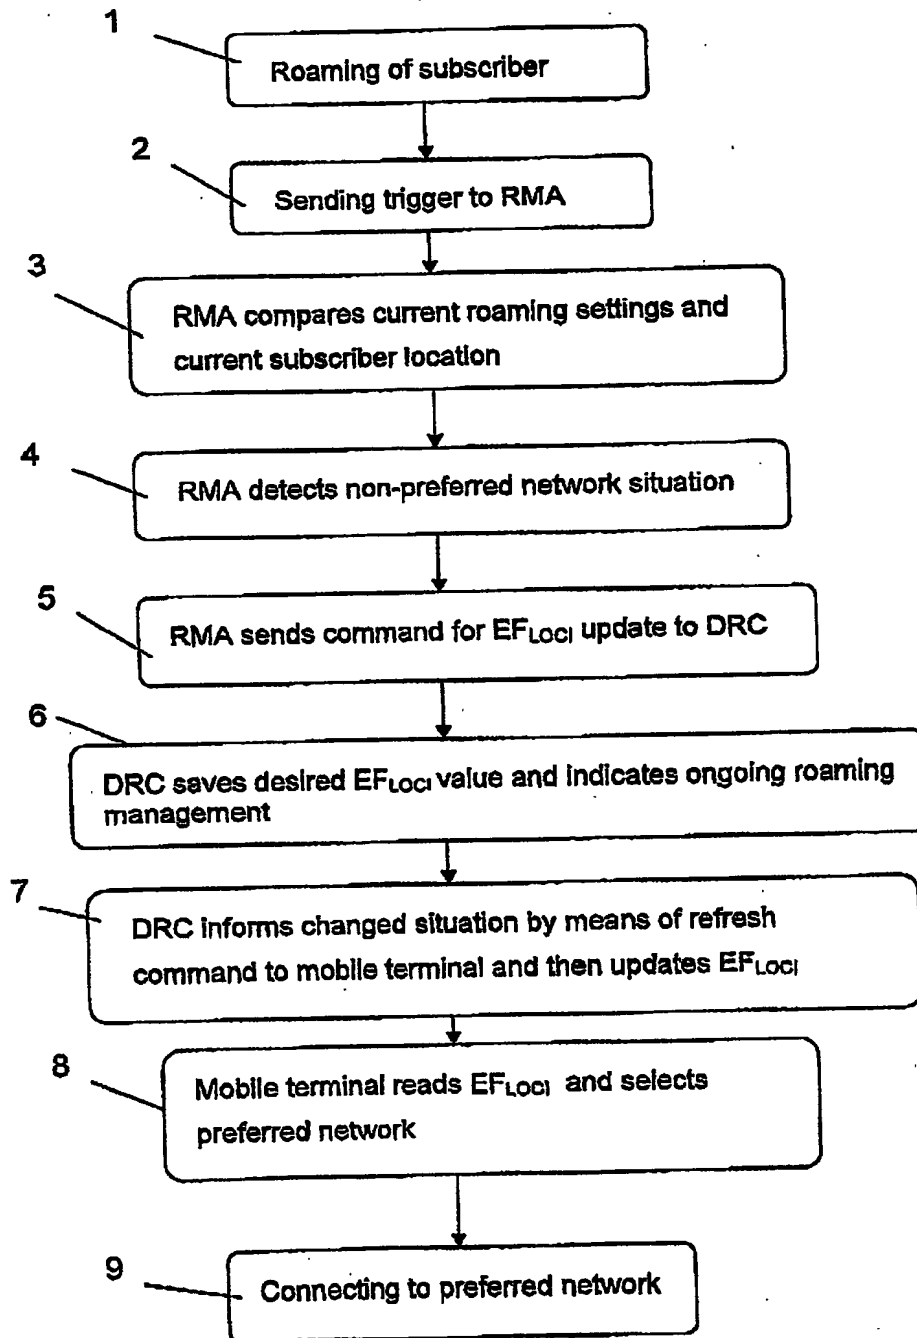 1
Roaming of subscriber
2
Sending trigger to RMA
3
RMA compares current roaming settings and
current subscriber location
4
RMA detects non-preferred network situation
5
RMA sends command for EFLOCI update to DRC
6
DRC saves desired EFLOCI value and indicates ongoing roaming
management
7
DRC informs changed situation by means of refresh
command to mobile terminal and then updates EFLOCI
8
Mobile terminal reads EFLOCI and selects
preferred network
9
Connecting to preferred network